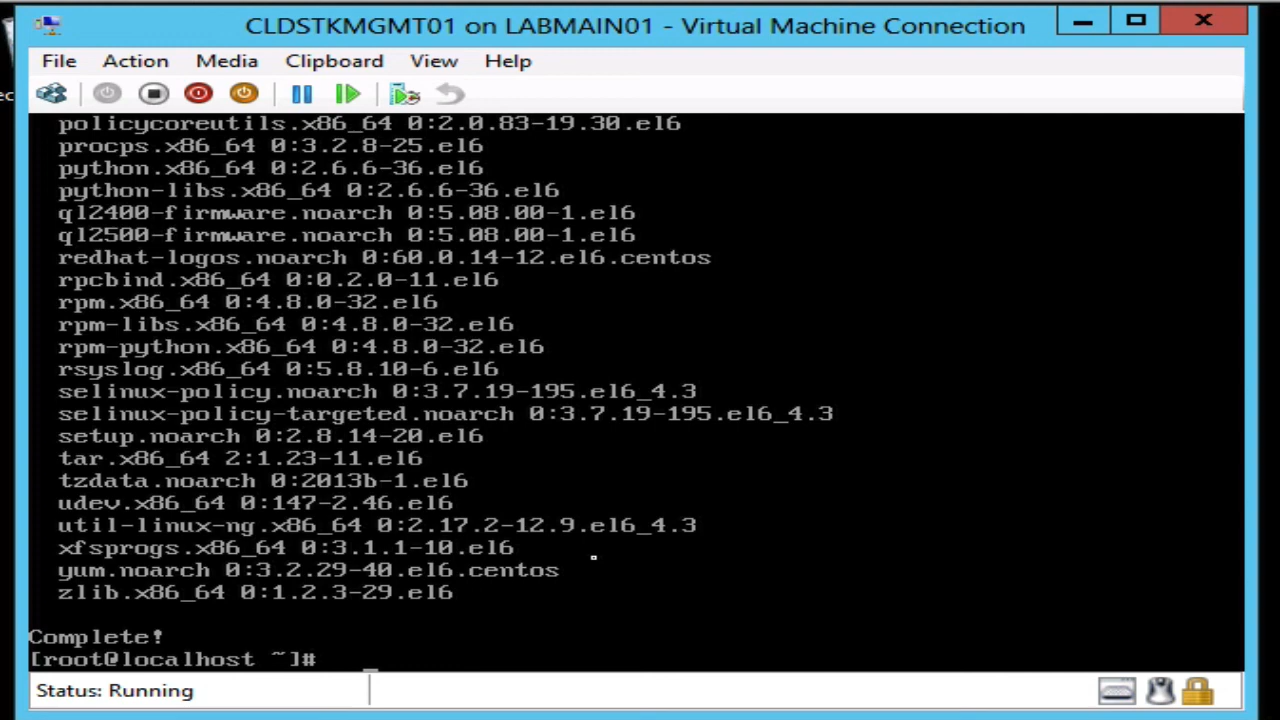 CLDSTKMGMT01 on LABMAIN01 - Virtual Machine Connection
File Action Media Clipboard View Help
ec
policycoreutils.x86_64 0:2.0.83-19.30.el6
procps.x86_64 0:3.2.8-25.el6
python.x86_64 0:2.6.6-36.el6
python-libs.x86_64 0:2.6.6-36.el6
ql2400-firmware.noarch 0:5.08.00-1.el6
ql2500-firmware.noarch 0:5.08.00-1.el6
redhat-logos.noarch 0:60.0.14-12.el6.centos
rpcbind.x86_64 0:0.2.0-11.el6
rpm.x86_64 0:4.8.0-32.el6
rpm-libs.x86_64 0:4.8.0-32.el6
rpm-python.x86_64 0:4.8.0-32.el6
rsyslog.x86_64 0:5.8.10-6.el6
selinux-policy.noarch 0:3.7.19-195.el6_4.3
selinux-policy-targeted.noarch 0:3.7.19-195.el6_4.3
setup.noarch 0:2.8.14-20.el6
tar.x86_64 2:1.23-11.el6
tzdata.noarch 0:2013b-1.el6
udev.x86_64 0:147-2.46.el6
util-linux-ng.x86_64 0:2.17.2-12.9.el6_4.3
xfsprogs.x86_64 0:3.1.1-10.el6
yum.noarch 0:3.2.29-40.el6.centos
zlib.x86_64 0:1.2.3-29.el6
Complete!
[root@localhost ~]# _
Status: Running